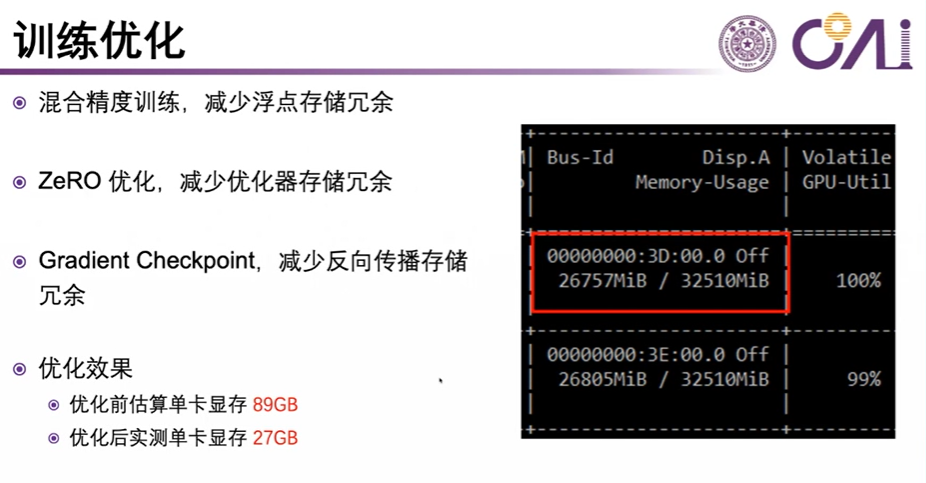 训练优化
COAi
混合精度训练，减少浮点存储冗余
ZeRO 优化，减少优化器存储冗余
Gradient Checkpoint，减少反向传播存储
冗余
优化效果
优化前估算单卡显存 89GB
优化后实测单卡显存 27GB
Bus-Id Disp.A | Volatile
Memory-Usage | GPU-Util
00000000:3D:00.0 Off
26757MiB / 32510MiB | 100%
00000000:3E:00.0 Off
26805MiB / 32510MiB | 99%